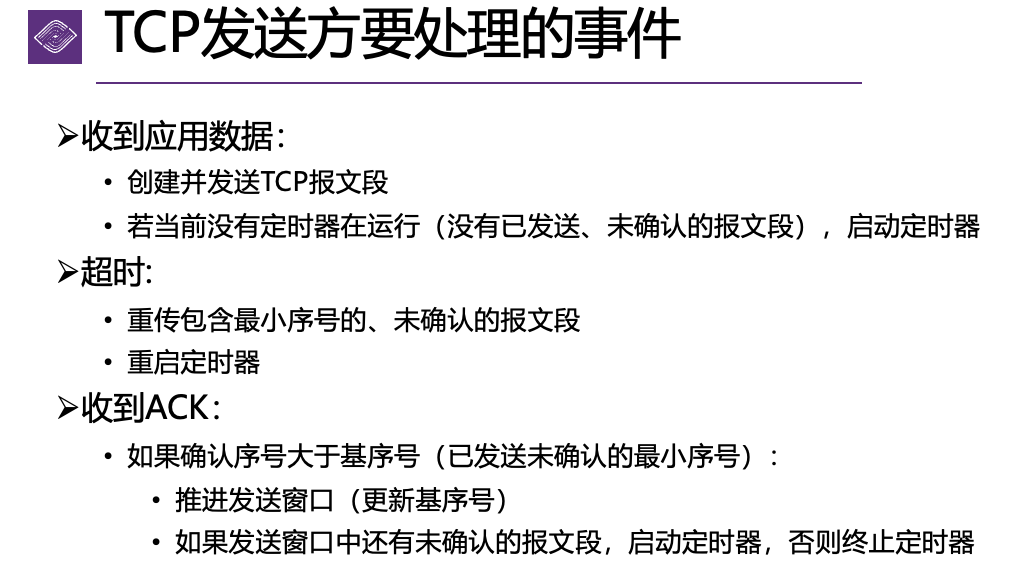 TCP发送方要处理的事件
➢收到应用数据：
• 创建并发送TCP报文段
• 若当前没有定时器在运行（没有已发送、未确认的报文段），启动定时器
➢超时:
• 重传包含最小序号的、未确认的报文段
• 重启定时器
➢收到ACK：
• 如果确认序号大于基序号（已发送未确认的最小序号）：
• 推进发送窗口（更新基序号）
• 如果发送窗口中还有未确认的报文段，启动定时器，否则终止定时器